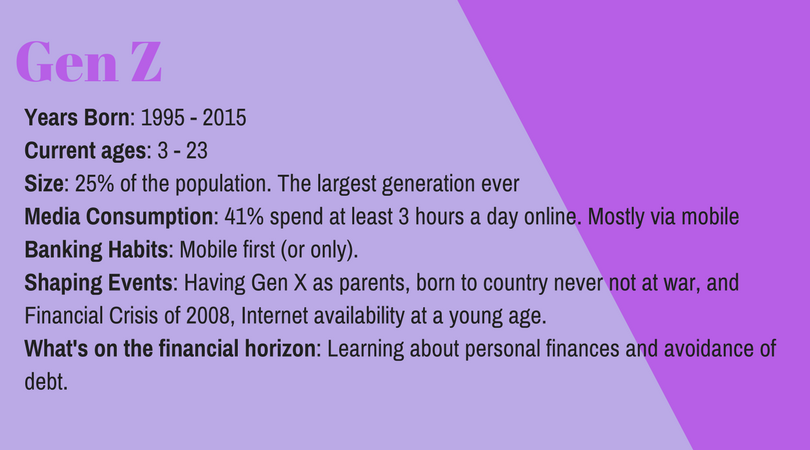 Gen Z
Years Born: 1995 - 2015
Current ages: 3 - 23
Size: 25% of the population. The largest generation ever
Media Consumption: 41% spend at least 3 hours a day online. Mostly via mobile
Banking Habits: Mobile first (or only).
Shaping Events: Having Gen X as parents, born to country never not at war, and
Financial Crisis of 2008, Internet availability at a young age.
What's on the financial horizon: Learning about personal finances and avoidance of
debt.